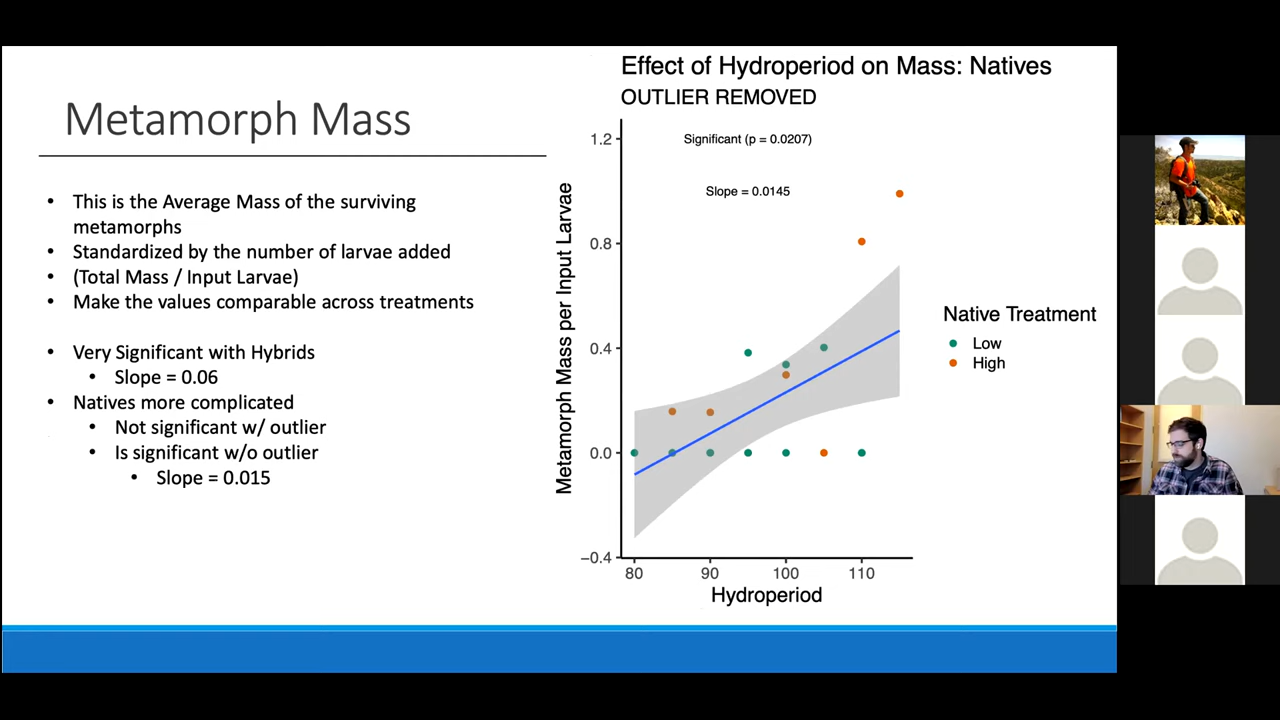 Metamorph Mass
• This is the Average Mass of the surviving
metamorphs
• Standardized by the number of larvae added
• (Total Mass / Input Larvae)
• Make the values comparable across treatments
• Very Significant with Hybrids
• Slope = 0.06
• Natives more complicated
• Not significant w/ outlier
• Is significant w/o outlier
• Slope = 0.015
Effect of Hydroperiod on Mass: Natives
OUTLIER REMOVED
Significant (p = 0.0207)
Slope = 0.0145
Metamorph Mass per Input Larvae
1.2
0.8
0.4
0.0
−0.4
80 90 100 110
Hydroperiod
Native Treatment
Low
High